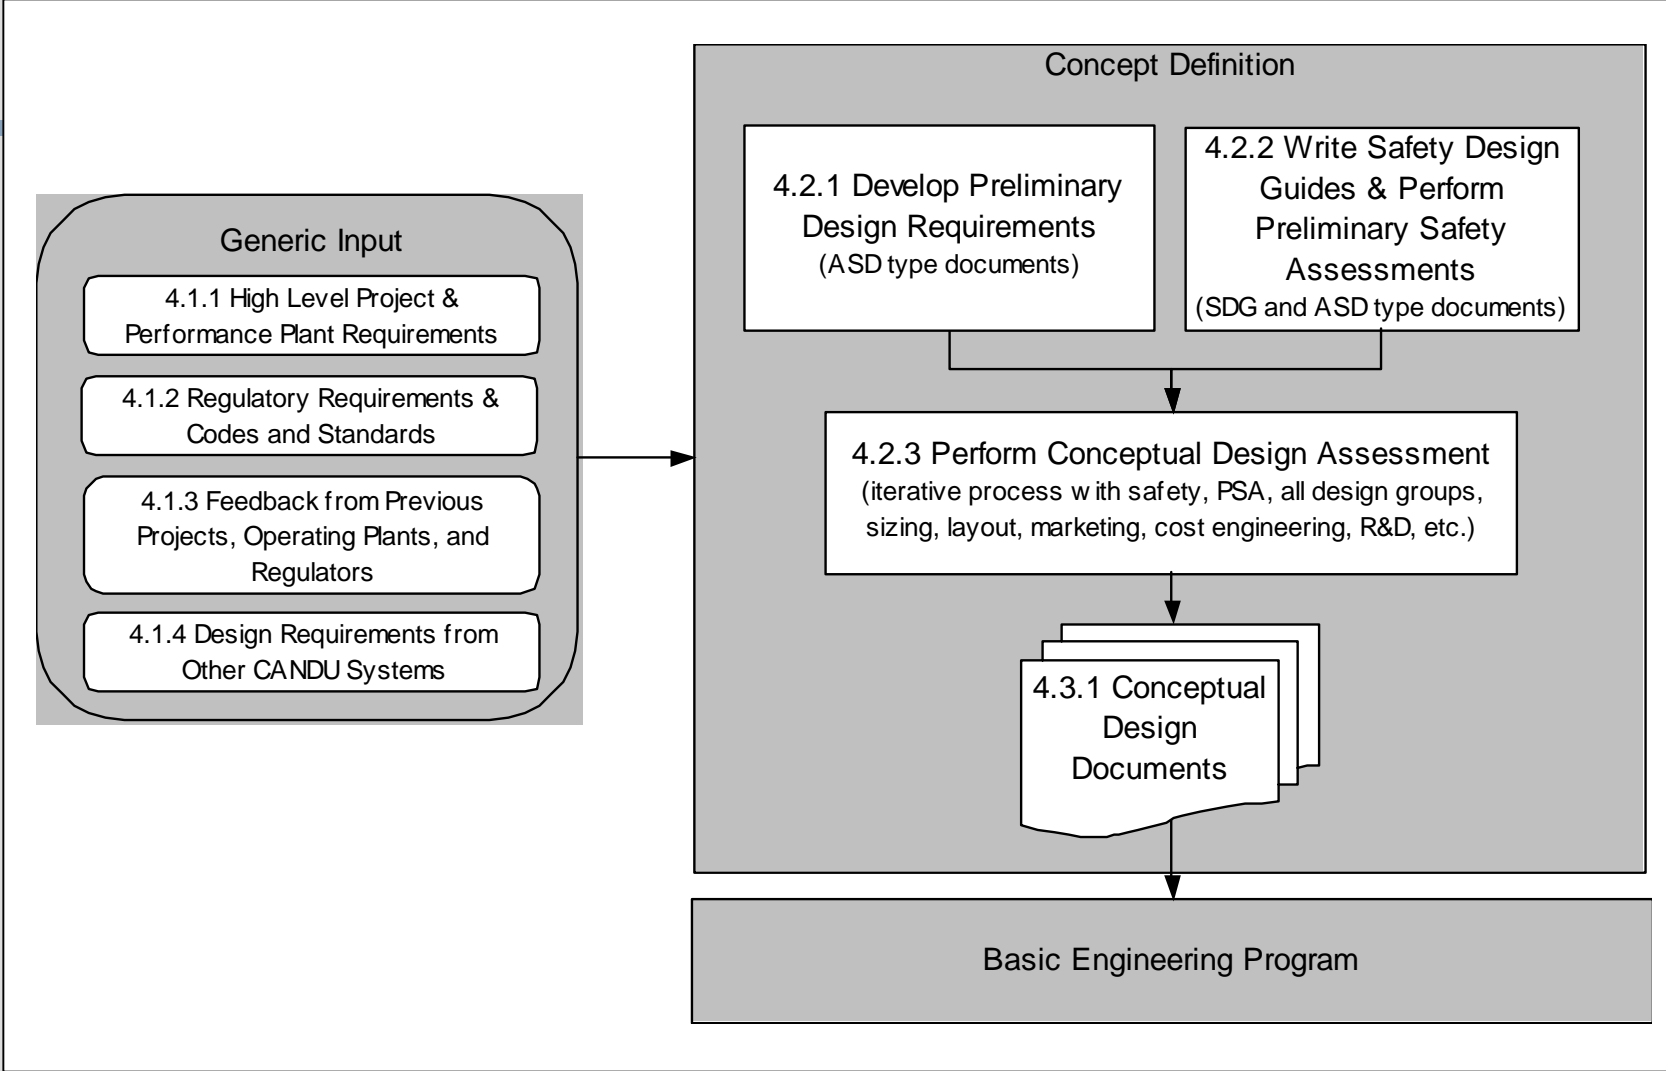 Generic Input
4.1.1 High Level Project &
Performance Plant Requirements
4.1.2 Regulatory Requirements &
Codes and Standards
4.1.3 Feedback from Previous
Projects, Operating Plants, and
Regulators
4.1.4 Design Requirements from
Other CANDU Systems
Concept Definition
4.2.1 Develop Preliminary
Design Requirements
(ASD type documents)
4.2.2 Write Safety Design
Guides & Perform
Preliminary Safety
Assessments
(SDG and ASD type documents)
4.2.3 Perform Conceptual Design Assessment
(iterative process with safety, PSA, all design groups,
sizing, layout, marketing, cost engineering, R&D, etc.)
4.3.1 Conceptual
Design
Documents
Basic Engineering Program